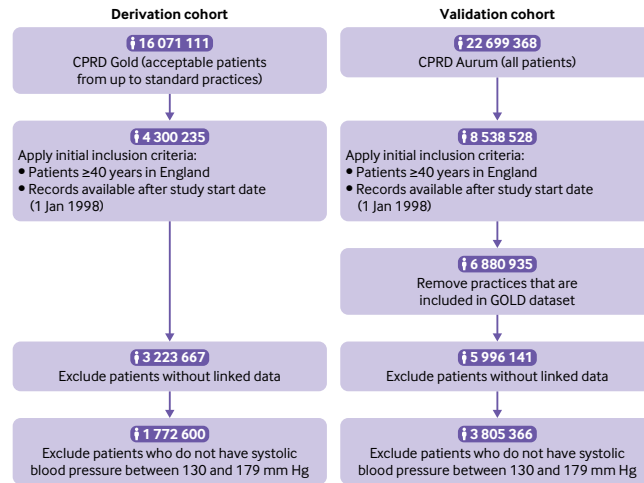 Derivation cohort
16 071 111
CPRD Gold (acceptable patients
from up to standard practices)
4 300 235
Apply initial inclusion criteria:
• Patients ≥40 years in England
• Records available after study start date
(1 Jan 1998)
3 223 667
Exclude patients without linked data
1 772 600
Exclude patients who do not have systolic
blood pressure between 130 and 179 mm Hg
Validation cohort
22 699 368
CPRD Aurum (all patients)
8 538 528
Apply initial inclusion criteria:
• Patients ≥40 years in England
• Records available after study start date
(1 Jan 1998)
6 880 935
Remove practices that are
included in GOLD dataset
5 996 141
Exclude patients without linked data
3 805 366
Exclude patients who do not have systolic
blood pressure between 130 and 179 mm Hg